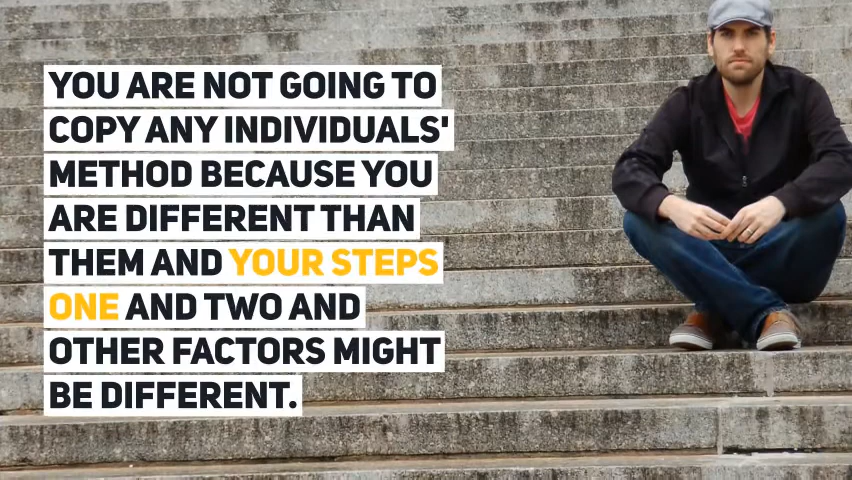 YOU ARE NOT GOING TO
COPY ANY INDIVIDUALS'
METHOD BECAUSE YOU
ARE DIFFERENT THAN
THEM AND YOUR STEPS
ONE AND TWO AND
OTHER FACTORS MIGHT
BE DIFFERENT.